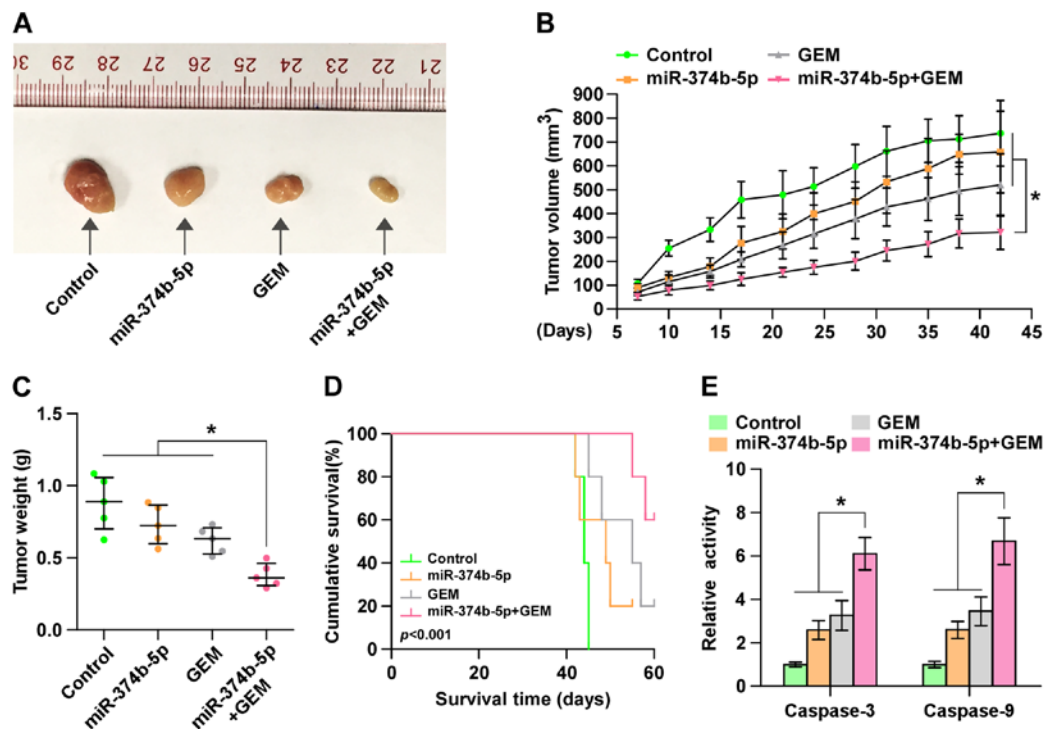 A
30 29 28 27 26 25 24 23 22 21
Control
miR-374b-5p
GEM
miR-374b-5p
+GEM
B
Control
GEM
miR-374b-5p
miR-374b-5p+GEM
Tumor volume (mm3)
900
800
700
600
500
400
300
200
100
0
*
(Days)
5 10 15 20 25 30 35 40 45
C
Tumor weight (g)
1.5
1.0
0.5
0.0
*
Control
miR-374b-5p
GEM
miR-374b-5p
+GEM
D
Cumulative survival(%)
100
80
60
40
20
0
Control
miR-374b-5p
GEM
miR-374b-5p+GEM
p<0.001
0 20 40 60
Survival time (days)
E
Control
GEM
miR-374b-5p
miR-374b-5p+GEM
Relative activity
10
8
6
4
2
0
*
*
Caspase-3
Caspase-9